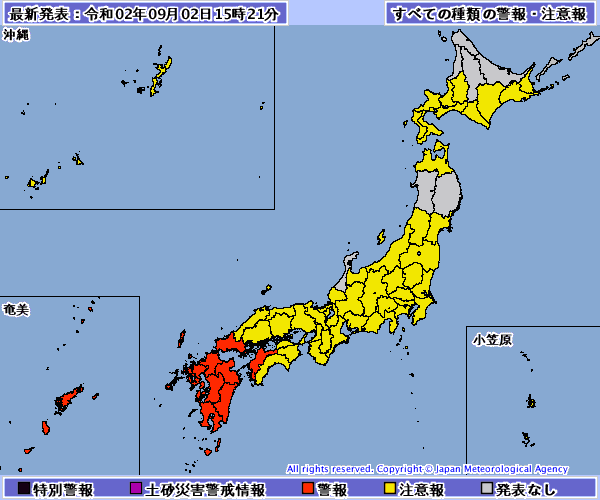 最新発表：令和02年09月02日15時21分
すべての種類の警報・注意報
沖縄
奄美
小笠原
All rights reserved. Copyright © Japan Meteorological Agency
特別警報
土砂災害警戒情報
警報
注意報
発表なし